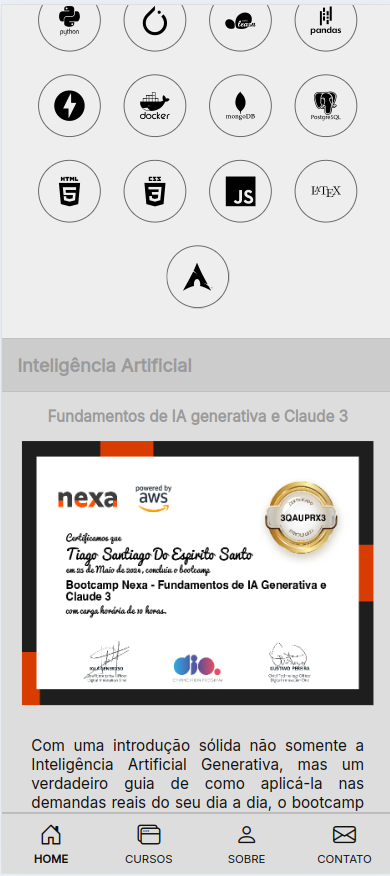 python
learn
pandas
docker
mongoDB
PostgreSQL
HTML
5
CSS
3
JS
LATEX
Inteligência Artificial
Fundamentos de IA generativa e Claude 3
nexa
powered by
aws
3QAUPRX3
Certificamos que
Tiago Santiago Do Espirito Santo
em 25 de Maio de 2024, concluiu o bootcamp
Bootcamp Nexa - Fundamentos de IA Generativa e
Claude 3
com carga horária de 10 horas.
dio.
Com uma introdução sólida não somente a
Inteligência Artificial Generativa, mas um
verdadeiro guia de como aplicá-la nas
demandas reais do seu dia a dia, o bootcamp
HOME
CURSOS
SOBRE
CONTATO